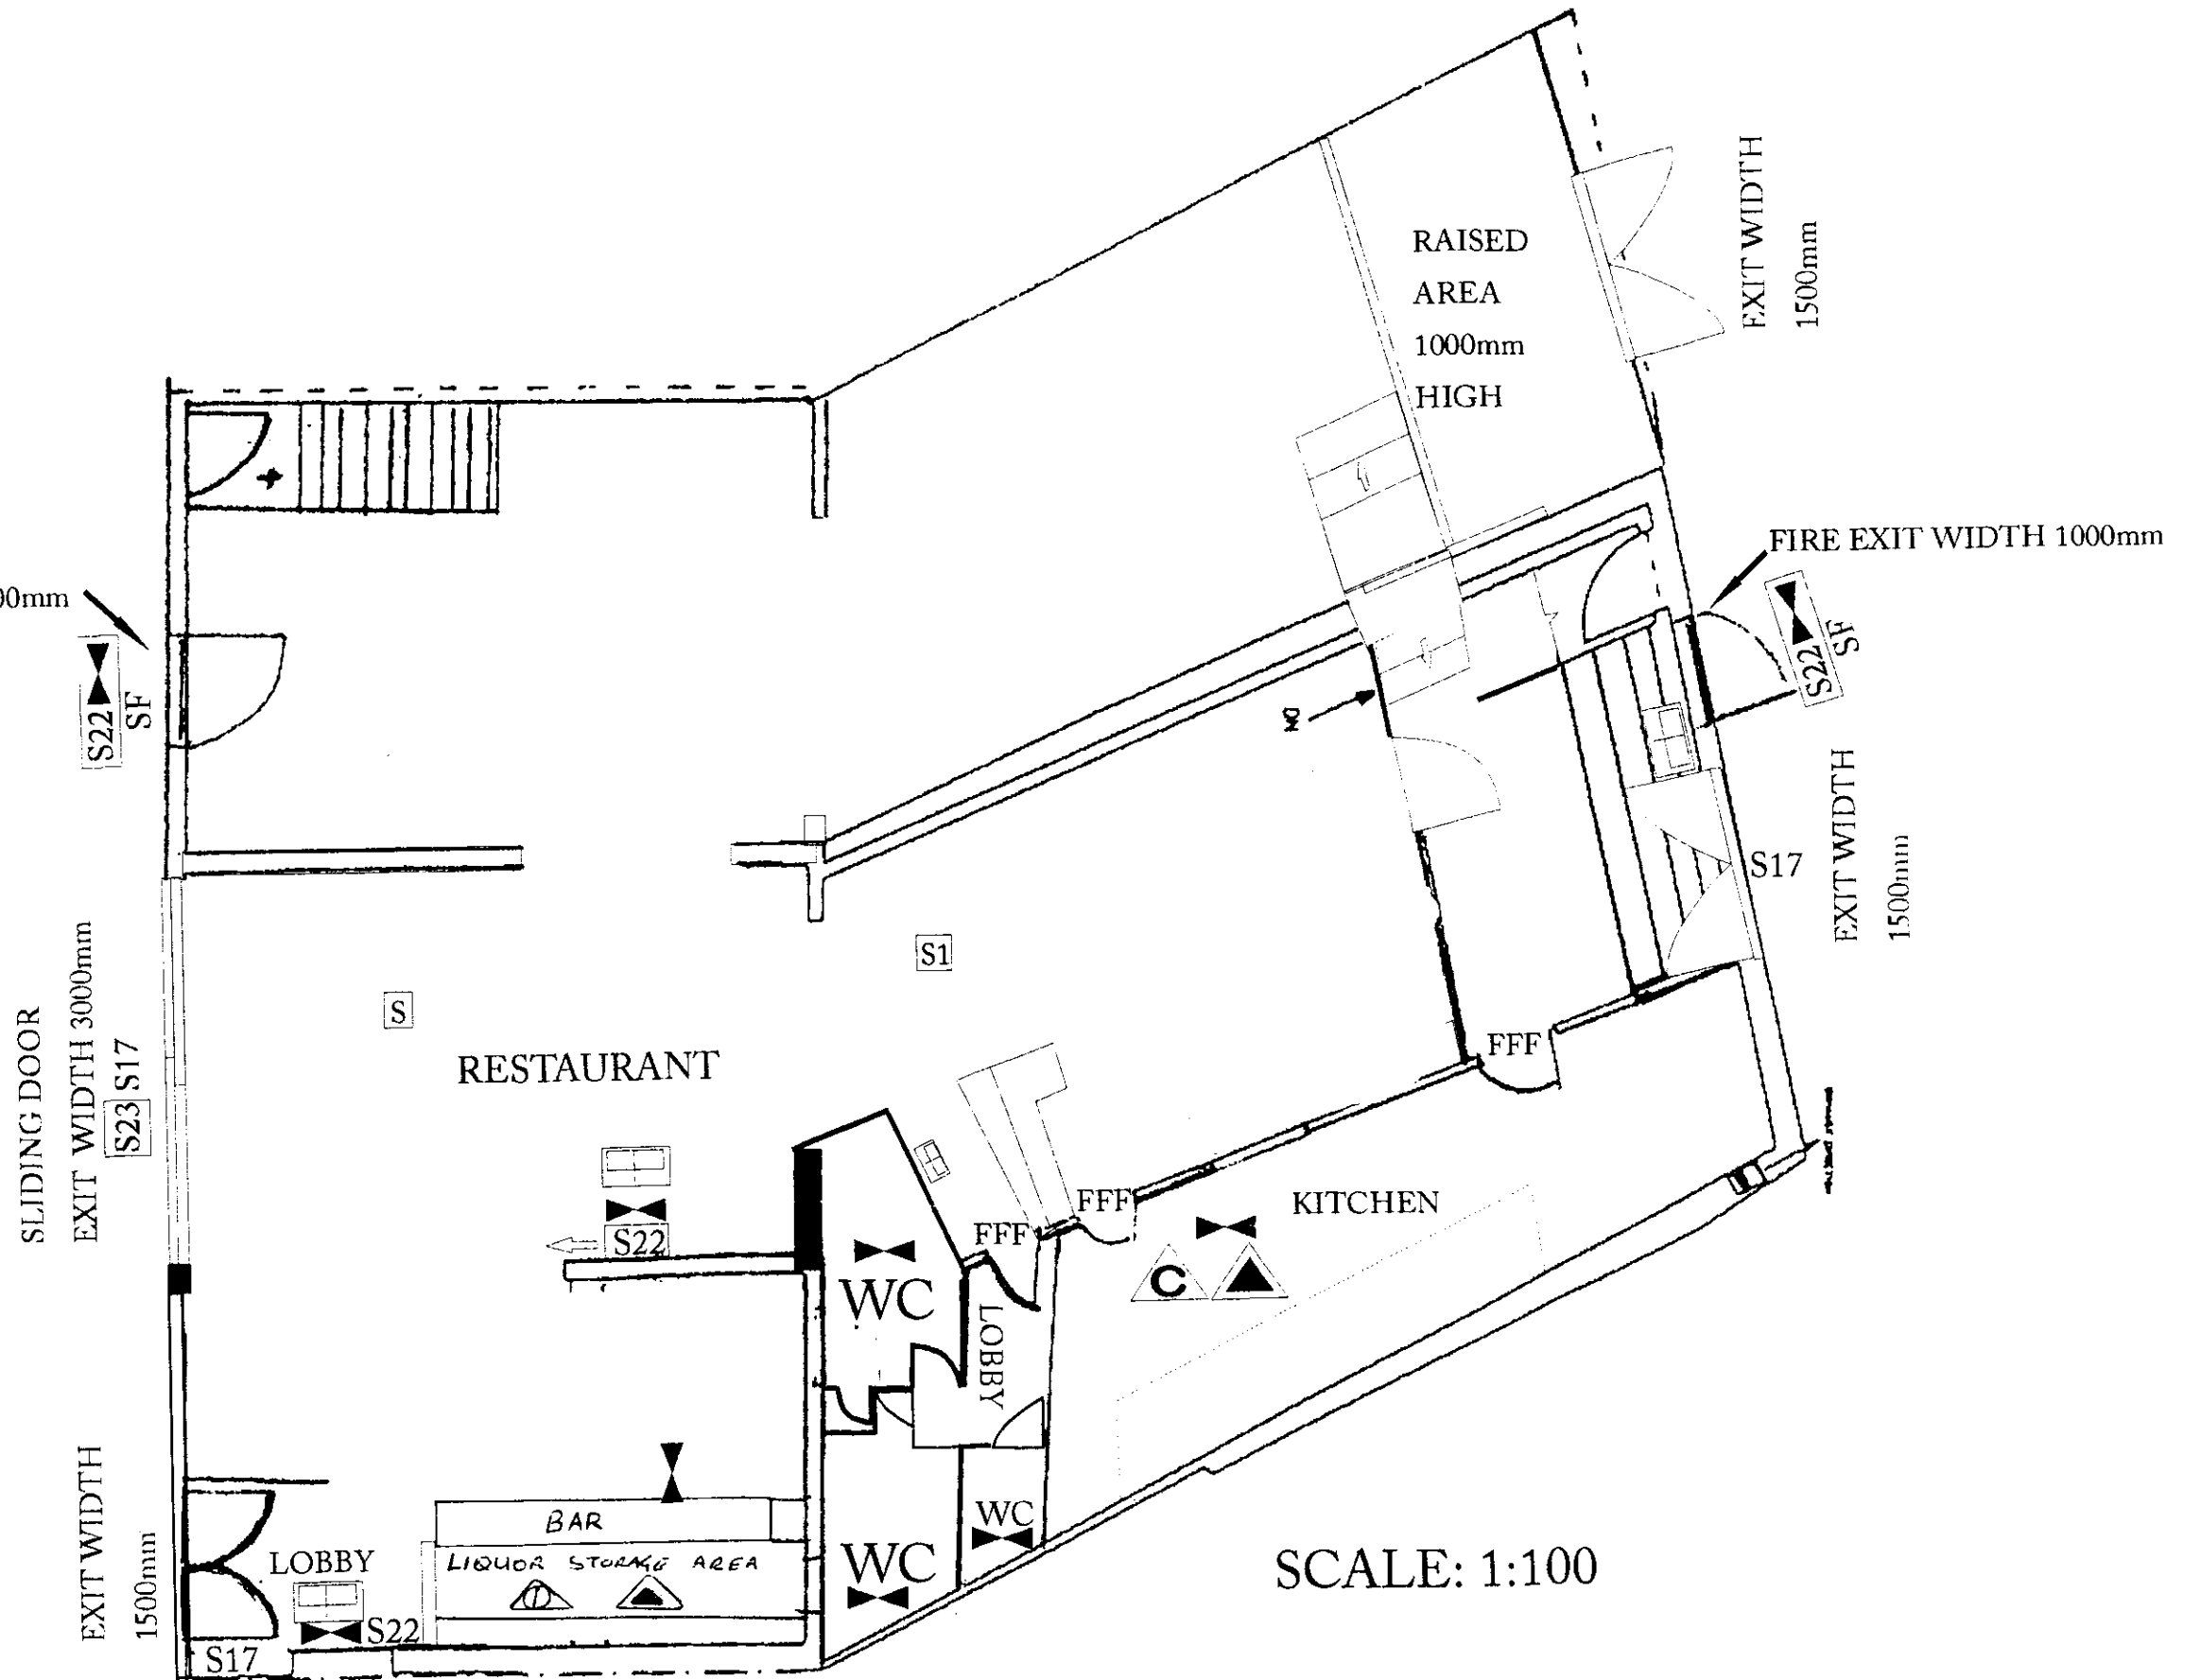 EXIT WIDTH
1500mm
RAISED
AREA
1000mm
HIGH
FIRE EXIT WIDTH 1000mm
00mm
S22
SF
S22
SF
EXIT WIDTH
1500mm
S17
S1
S
SLIDING DOOR
EXIT WIDTH 3000mm
S23 S17
RESTAURANT
FFF
FFF
FFF
KITCHEN
S22
C
WC
LOBBY
EXIT WIDTH
1500mm
BAR
LIQUOR STORAGE AREA
LOBBY
S22
S17
WC
WC
SCALE: 1:100